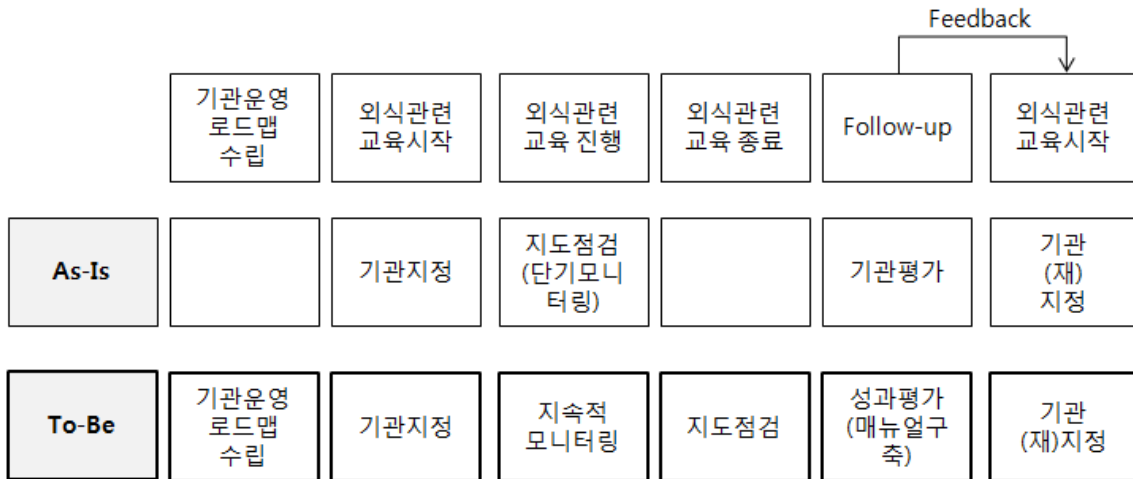 Feedback
기관운영
로드맵
수립
외식관련
교육시작
외식관련
교육 진행
외식관련
교육 종료
Follow-up
외식관련
교육시작
As-Is
기관지정
지도점검
(단기모니
터링)
기관평가
기관
(재)
지정
To-Be
기관운영
로드맵
수립
기관지정
지속적
모니터링
지도점검
성과평가
(매뉴얼구
축)
기관
(재)지정